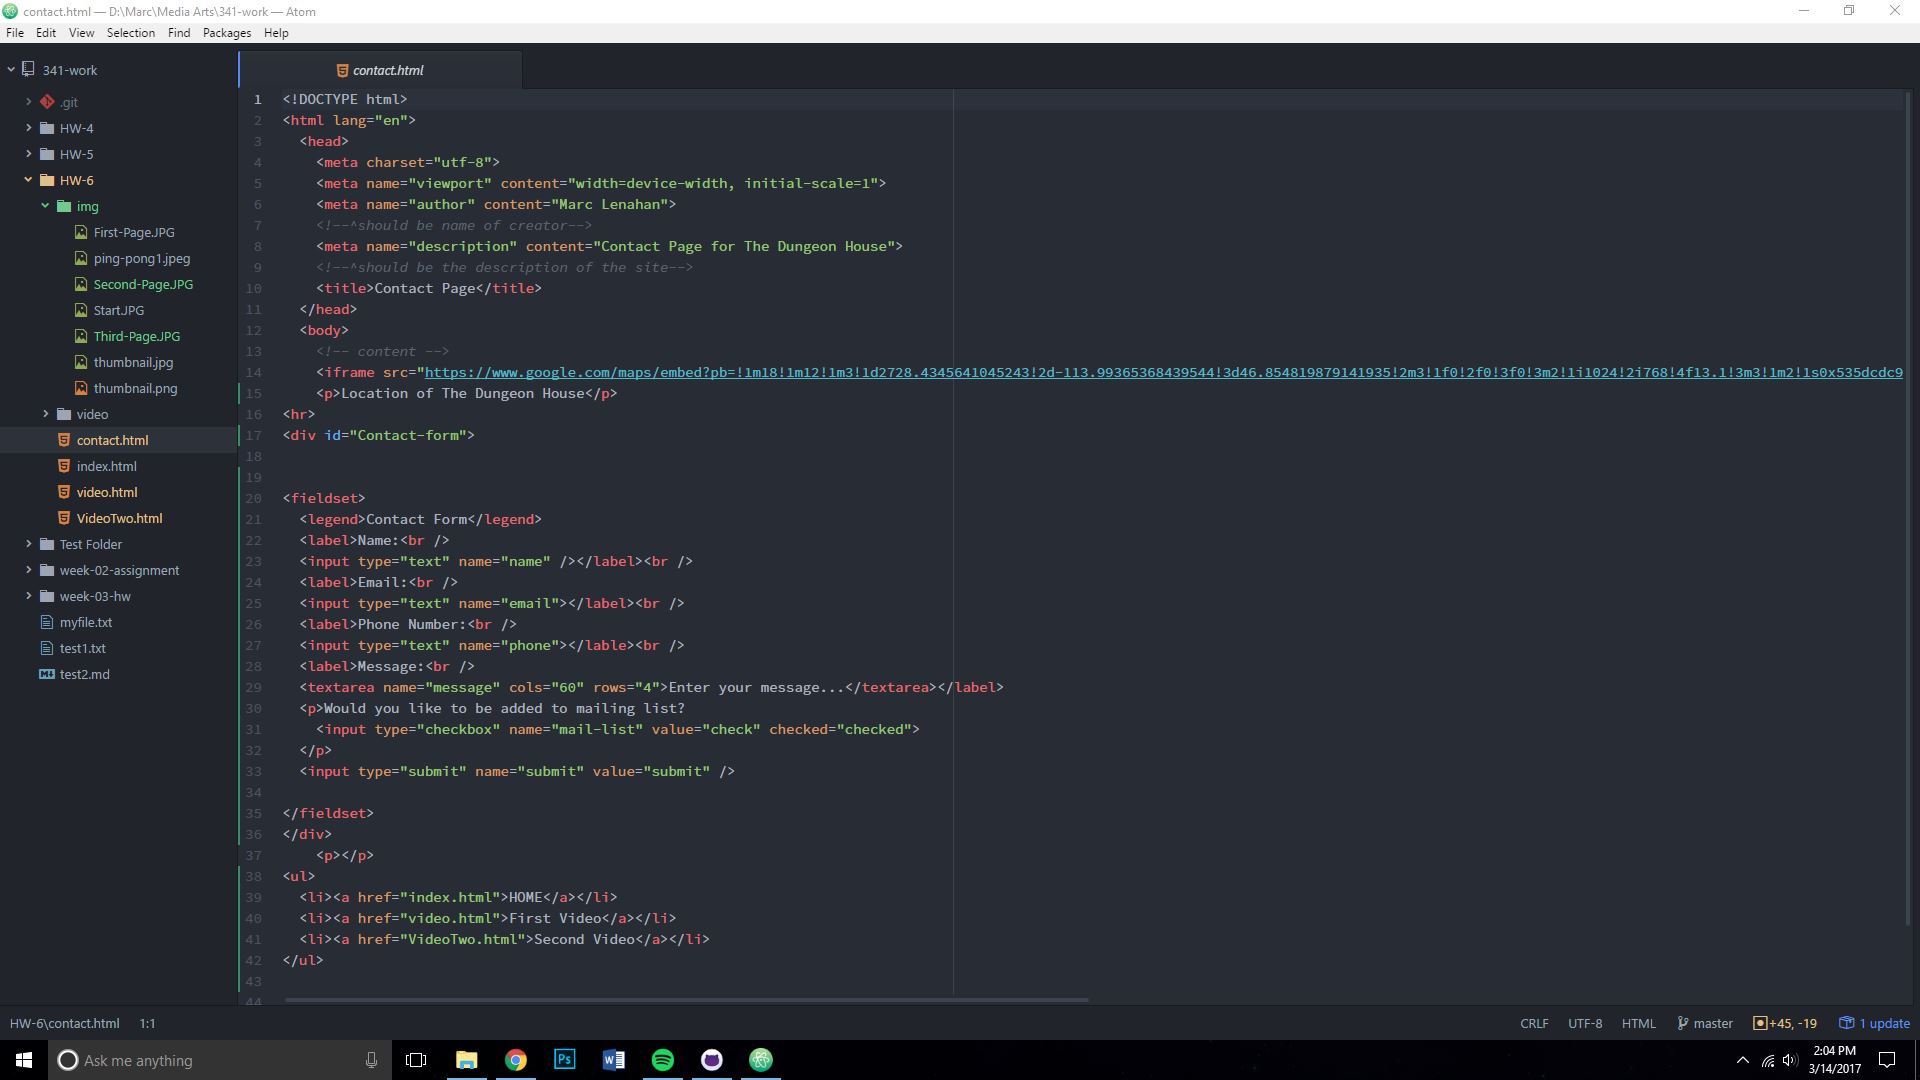 contact.html — D:\Marc\Media Arts\341-work — Atom
File Edit View Selection Find Packages Help
341-work
.git
HW-4
HW-5
HW-6
img
First-Page.JPG
ping-pong1.jpeg
Second-Page.JPG
Start.JPG
Third-Page.JPG
thumbnail.jpg
thumbnail.png
video
contact.html
index.html
video.html
VideoTwo.html
Test Folder
week-02-assignment
week-03-hw
myfile.txt
test1.txt
test2.md
contact.html
1 <!DOCTYPE html>
2 <html lang="en">
3 <head>
4 <meta charset="utf-8">
5 <meta name="viewport" content="width=device-width, initial-scale=1">
6 <meta name="author" content="Marc Lenahan">
7 <!--^should be name of creator-->
8 <meta name="description" content="Contact Page for The Dungeon House">
9 <!--^should be the description of the site-->
10 <title>Contact Page</title>
11 </head>
12 <body>
13 <!-- content -->
14 <iframe src="https://www.google.com/maps/embed?pb=!1m18!1m12!1m3!1d2728.4345641045243!2d-113.99365368439544!3d46.854819879141935!2m3!1f0!2f0!3f0!3m2!1i1024!2i768!4f13.1!3m3!1m2!1s0x535dcdc9
15 <p>Location of The Dungeon House</p>
16 <hr>
17 <div id="Contact-form">
18
19
20 <fieldset>
21 <legend>Contact Form</legend>
22 <label>Name:<br />
23 <input type="text" name="name" /></label><br />
24 <label>Email:<br />
25 <input type="text" name="email"></label><br />
26 <label>Phone Number:<br />
27 <input type="text" name="phone"></lable><br />
28 <label>Message:<br />
29 <textarea name="message" cols="60" rows="4">Enter your message...</textarea></label>
30 <p>Would you like to be added to mailing list?
31 <input type="checkbox" name="mail-list" value="check" checked="checked">
32 </p>
33 <input type="submit" name="submit" value="submit" />
34
35 </fieldset>
36 </div>
37 <p></p>
38 <ul>
39 <li><a href="index.html">HOME</a></li>
40 <li><a href="video.html">First Video</a></li>
41 <li><a href="VideoTwo.html">Second Video</a></li>
42 </ul>
43
44
HW-6\contact.html 1:1 CRLF UTF-8 HTML master +45, -19 1 update
Ask me anything
Ps
W
2:04 PM
3/14/2017